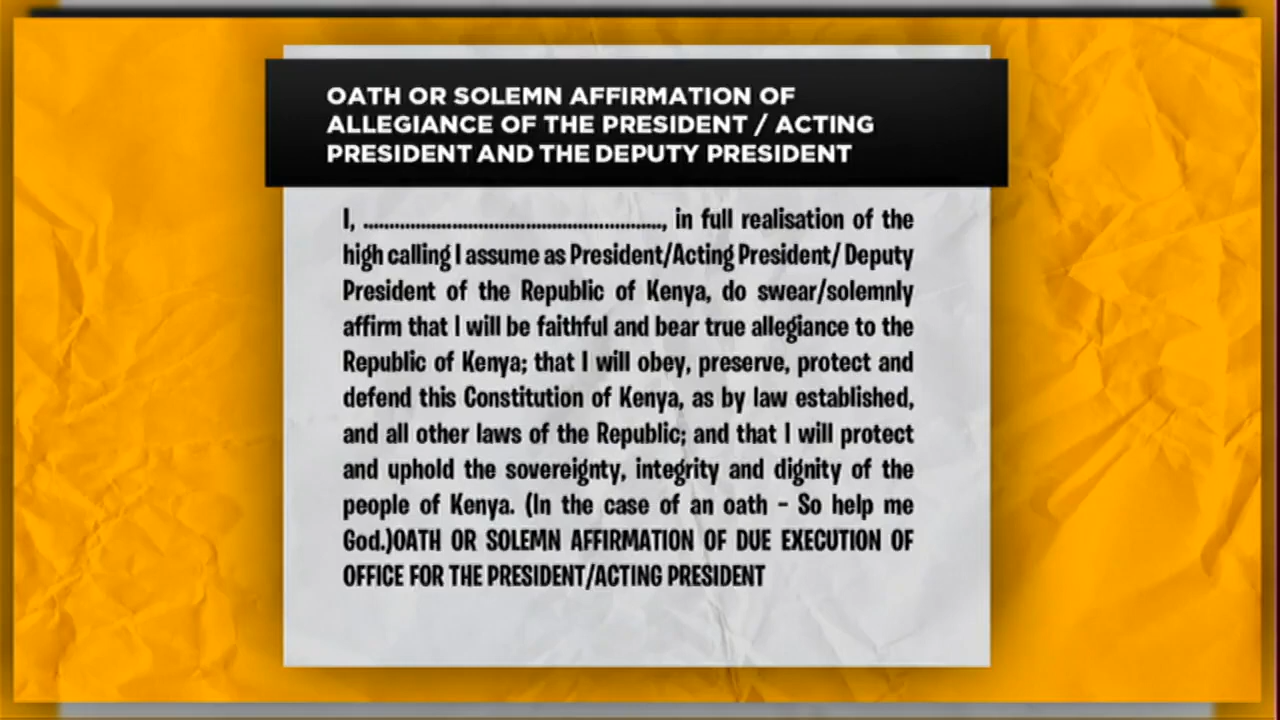 OATH OR SOLEMN AFFIRMATION OF
ALLEGIANCE OF THE PRESIDENT / ACTING
PRESIDENT AND THE DEPUTY PRESIDENT
I, ............................................................, in full realisation of the
high calling I assume as President/Acting President/ Deputy
President of the Republic of Kenya, do swear/solemnly
affirm that I will be faithful and bear true allegiance to the
Republic of Kenya; that I will obey, preserve, protect and
defend this Constitution of Kenya, as by law established,
and all other laws of the Republic; and that I will protect
and uphold the sovereignty, integrity and dignity of the
people of Kenya. (In the case of an oath – So help me
God.)OATH OR SOLEMN AFFIRMATION OF DUE EXECUTION OF
OFFICE FOR THE PRESIDENT/ACTING PRESIDENT